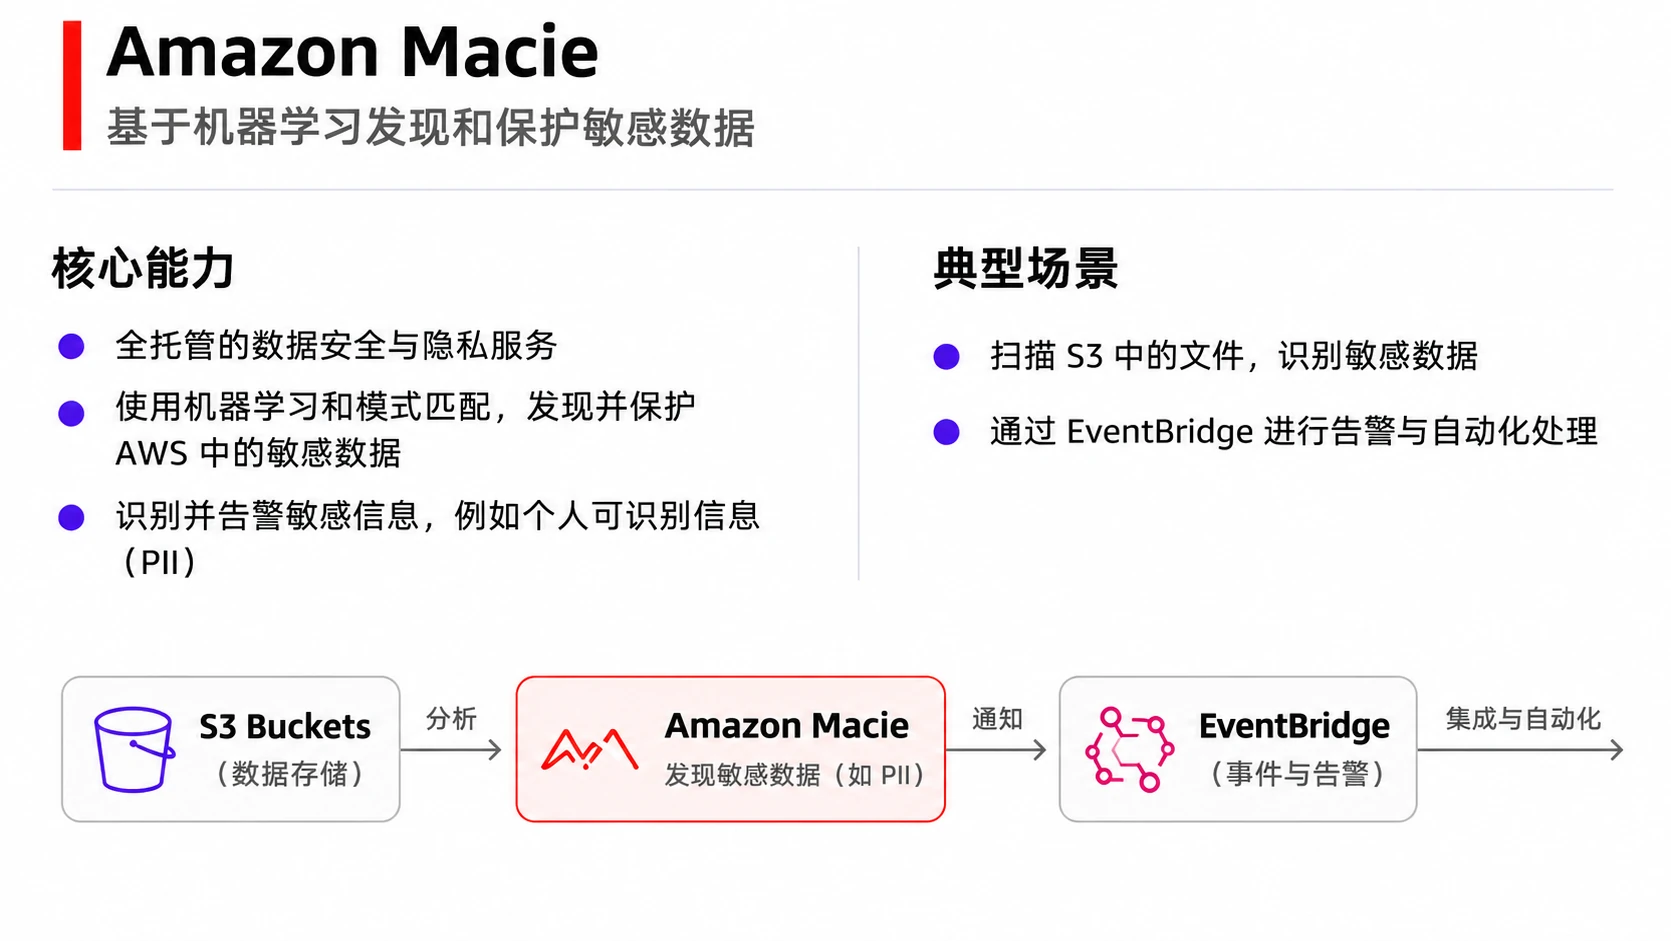 Amazon Macie
基于机器学习发现和保护敏感数据
核心能力
全托管的数据安全与隐私服务
使用机器学习和模式匹配，发现并保护
AWS 中的敏感数据
识别并告警敏感信息，例如个人可识别信息
（PII）
典型场景
扫描 S3 中的文件，识别敏感数据
通过 EventBridge 进行告警与自动化处理
S3 Buckets
（数据存储）
分析
Amazon Macie
发现敏感数据（如 PII）
通知
EventBridge
（事件与告警）
集成与自动化